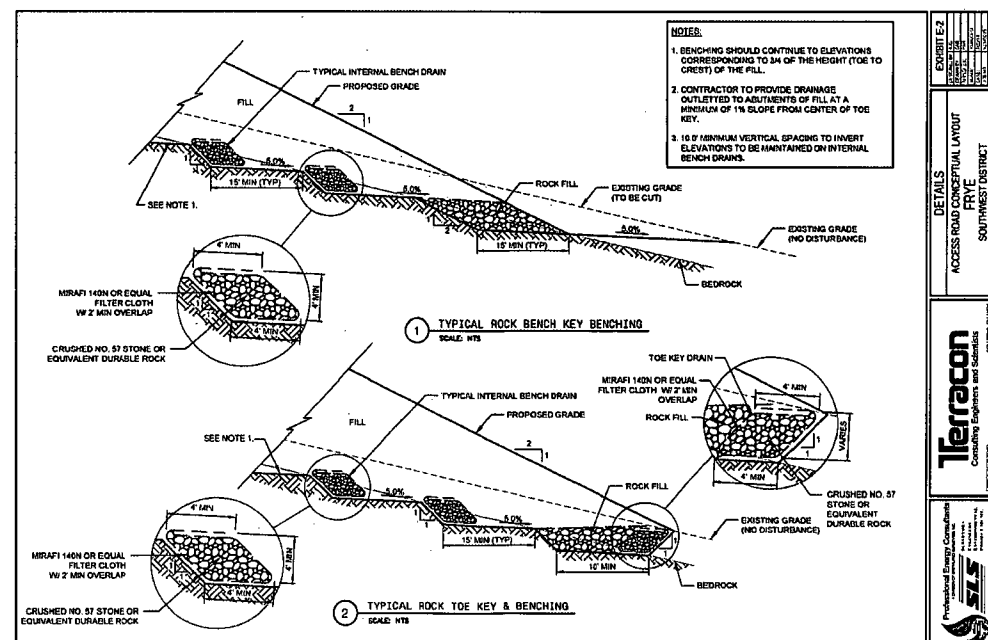 NOTES:
1. BENCHING SHOULD CONTINUE TO ELEVATIONS
CORRESPONDING TO 3/4 OF THE HEIGHT (TOE TO
CREST) OF THE FILL.
2. CONTRACTOR TO PROVIDE DRAINAGE
OUTLETTED TO ABUTMENTS OF FILL AT A
MINIMUM OF 1% SLOPE FROM CENTER OF TOE
KEY.
3. 10.0' MINIMUM VERTICAL SPACING TO INVERT
ELEVATIONS TO BE MAINTAINED ON INTERNAL
BENCH DRAINS.
TYPICAL INTERNAL BENCH DRAIN
PROPOSED GRADE
FILL
2
1
1
1
5.0%
15' MIN (TYP)
SEE NOTE 1.
5.0%
ROCK FILL
EXISTING GRADE
(TO BE CUT)
1
2
15' MIN (TYP)
5.0%
EXISTING GRADE
(NO DISTURBANCE)
BEDROCK
4' MIN
4' MIN
MIRAFI 140N OR EQUAL
FILTER CLOTH
W/ 2' MIN OVERLAP
1
1
4' MIN
CRUSHED NO. 57 STONE OR
EQUIVALENT DURABLE ROCK
1 TYPICAL ROCK BENCH KEY BENCHING
SCALE: NTS
TYPICAL INTERNAL BENCH DRAIN
PROPOSED GRADE
FILL
2
1
SEE NOTE 1.
5.0%
1
1
15' MIN (TYP)
5.0%
ROCK FILL
10' MIN
1
1
EXISTING GRADE
(NO DISTURBANCE)
BEDROCK
TOE KEY DRAIN
MIRAFI 140N OR EQUAL
FILTER CLOTH W/ 2' MIN
OVERLAP
ROCK FILL
4' MIN
1
1
VARIES
4' MIN
CRUSHED NO. 57
STONE OR
EQUIVALENT
DURABLE ROCK
4' MIN
4' MIN
MIRAFI 140N OR EQUAL
FILTER CLOTH
W/ 2' MIN OVERLAP
1
1
4' MIN
CRUSHED NO. 57 STONE OR
EQUIVALENT DURABLE ROCK
2 TYPICAL ROCK TOE KEY & BENCHING
SCALE: NTS
EXHIBIT E-2
DETAILS
ACCESS ROAD CONCEPTUAL LAYOUT
FRYE
SOUTHWEST DISTRICT
Terracon
Consulting Engineers and Scientists
Professional Energy Consultants
SLS